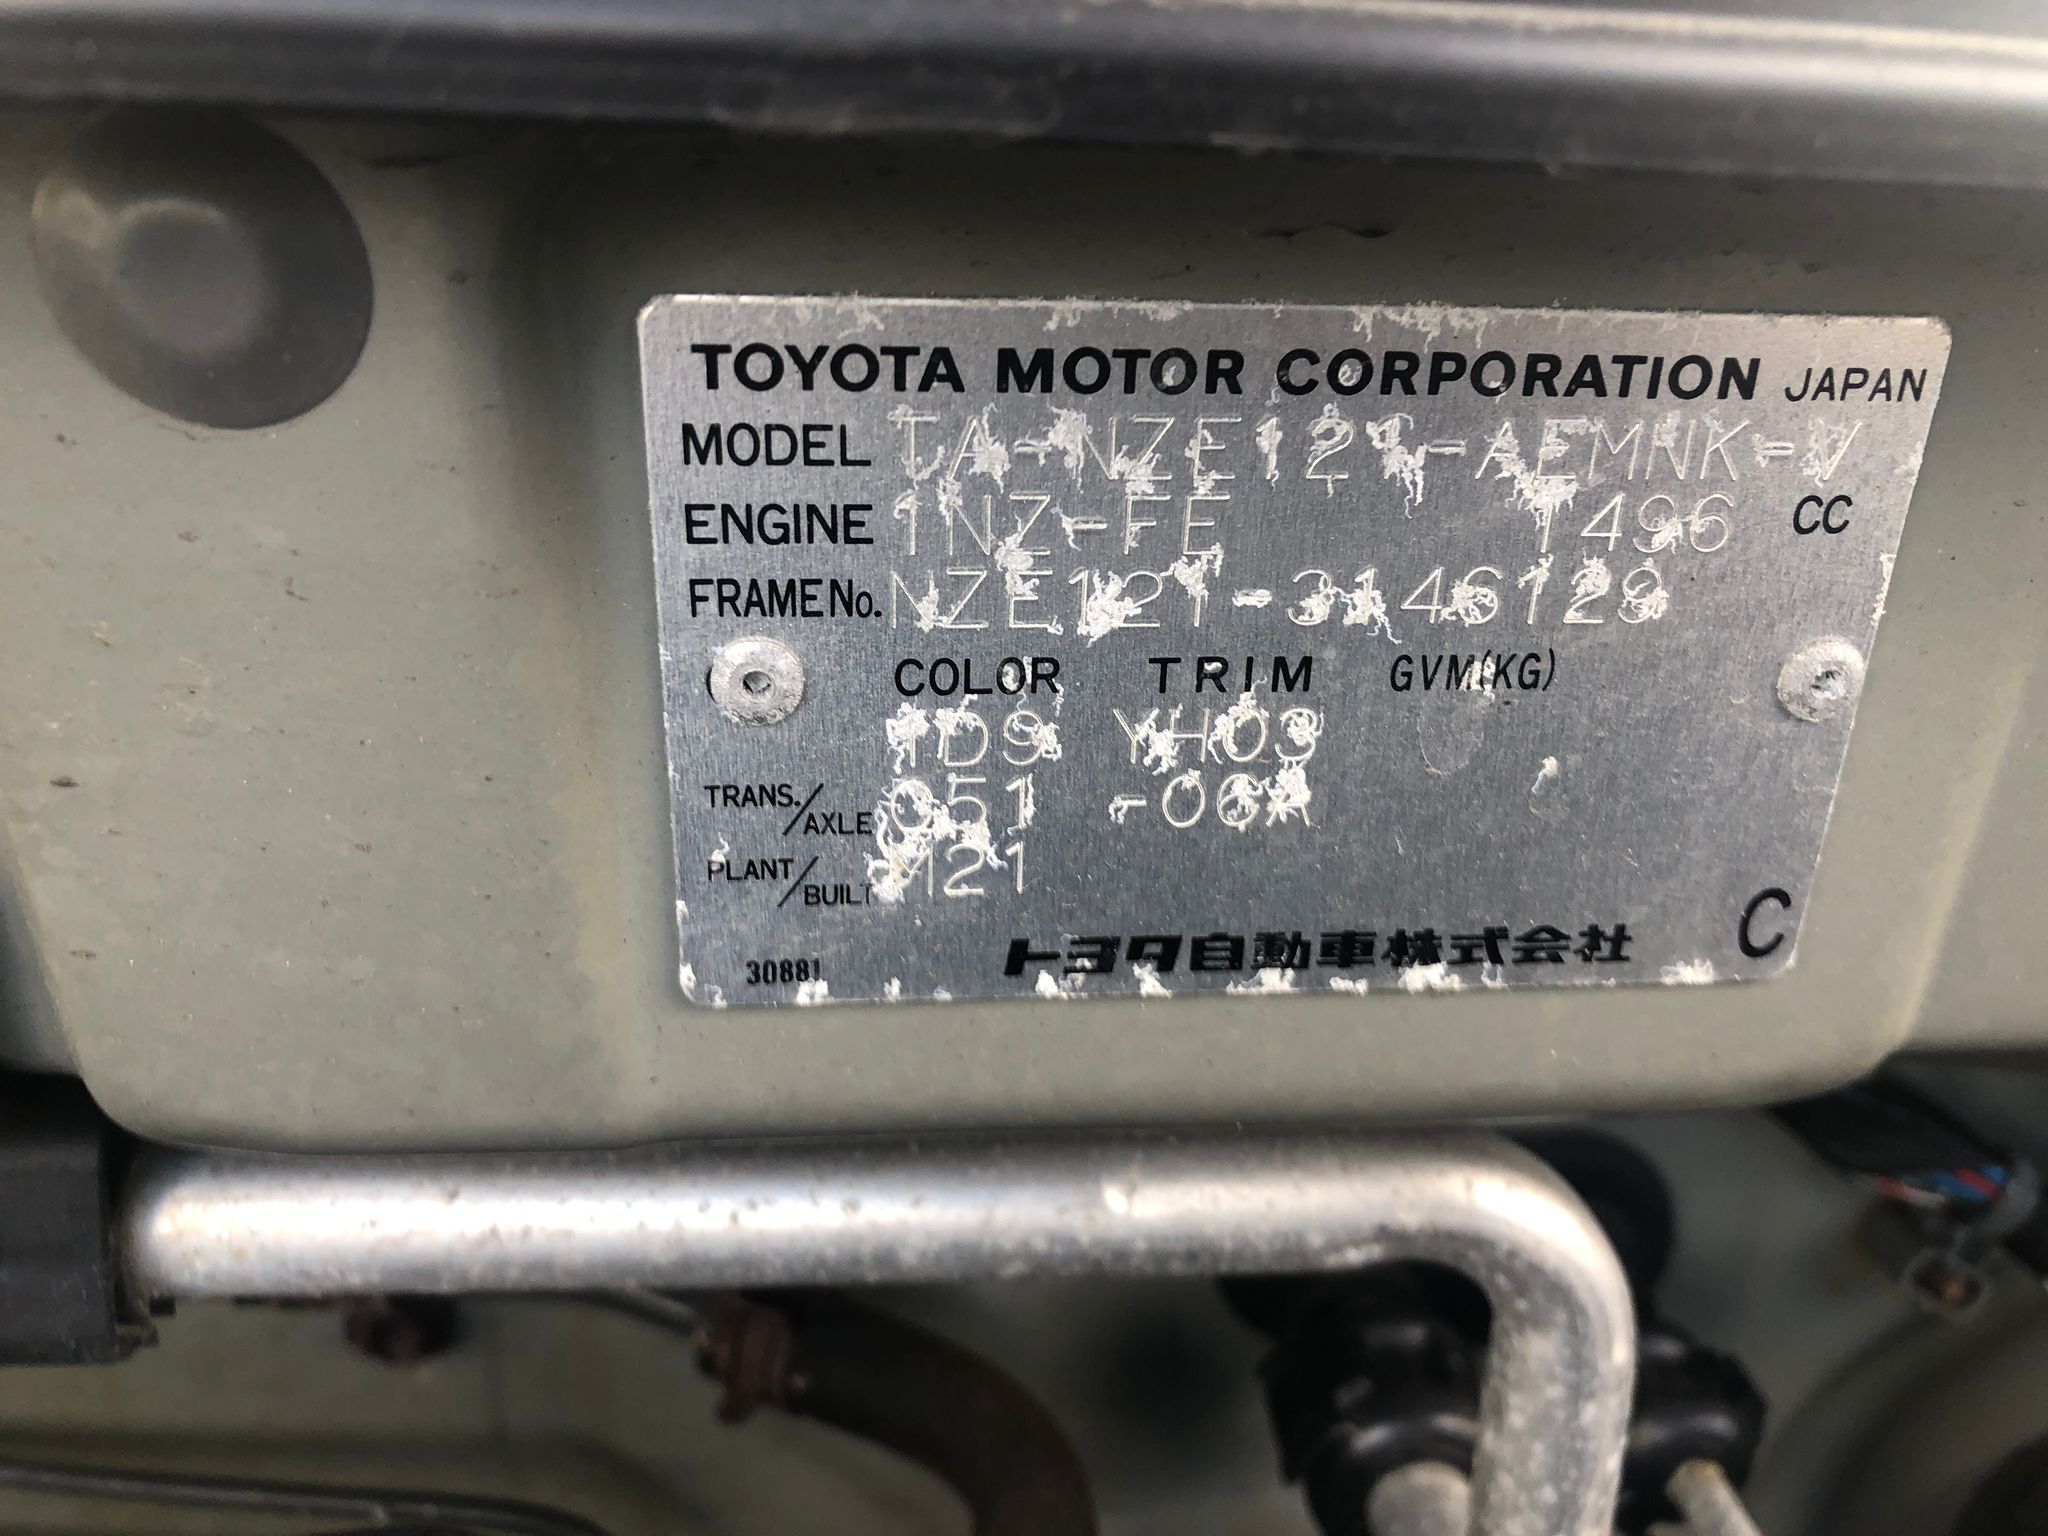 TOYOTA MOTOR CORPORATION JAPAN
MODEL TA-NZE121-AEMNK-V
ENGINE 1NZ-FE 1496 CC
FRAME No. NZE121-3146129
COLOR TRIM GVM(KG)
1D9 YH03
TRANS./AXLE 051 -06A
PLANT/BUILT M21
30881 トヨタ自動車株式会社 C